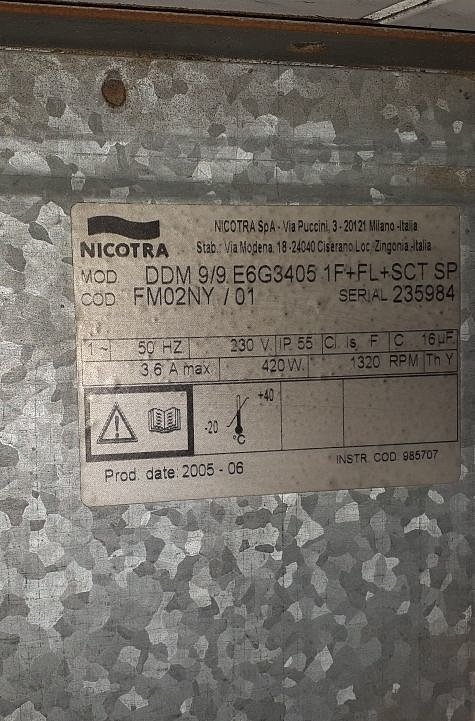 NICOTRA
NICOTRA SpA - Via Puccini, 3 - 20121 Milano -Italia
Stab.: Via Modena, 18 -24040 Ciserano Loc. Zingonia -Italia
MOD DDM 9/9 E6G3405 1F+FL+SCT SP
COD FM02NY / 01 SERIAL 235984
1 ~ 50 HZ 230 V. IP 55 Cl. Is. F C 16 µF.
3,6 A max 420 W. 1320 RPM Th Y
-20 +40 °C
INSTR. COD. 985707
Prod. date: 2005 - 06